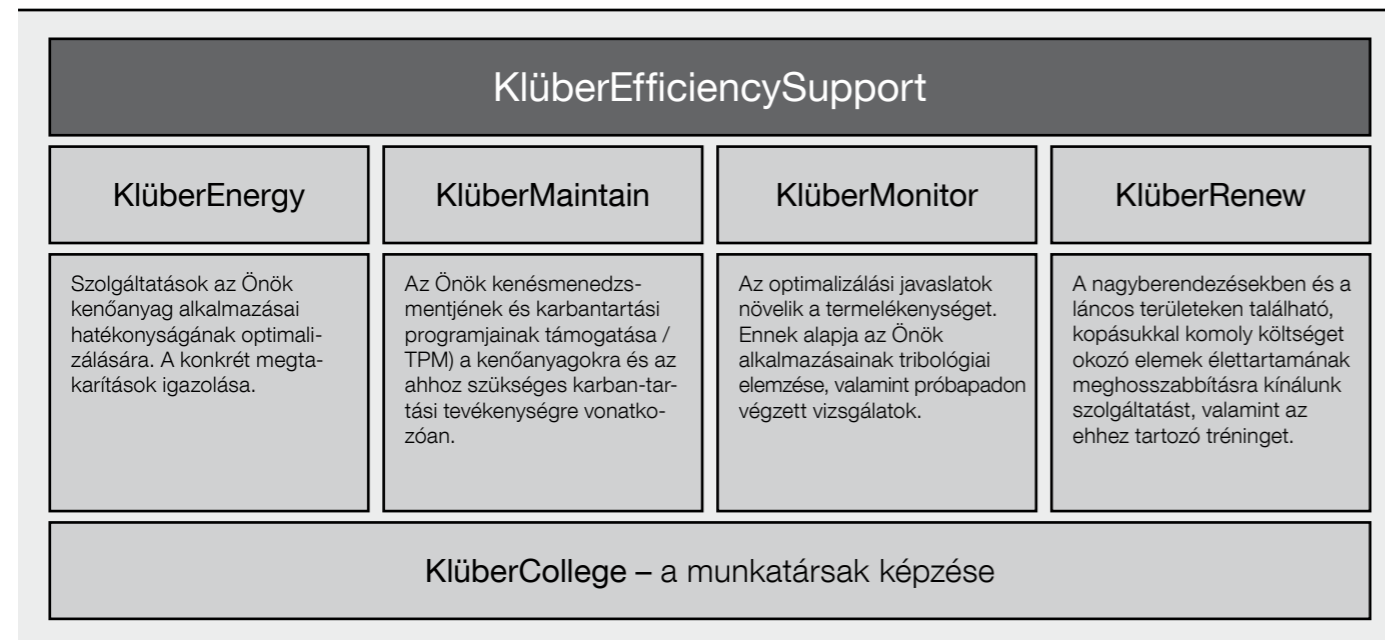 KlüberEfficiencySupport
KlüberEnergy
Szolgáltatások az Önök
kenőanyag alkalmazásai
hatékonyságának optimali-
zálására. A konkrét megta-
karítások igazolása.
KlüberMaintain
Az Önök kenésmenedzs-
mentjének és karbantartási
programjainak támogatása /
TPM) a kenőanyagokra és az
ahhoz szükséges karban-tar-
tási tevékenységre vonatko-
zóan.
KlüberMonitor
Az optimalizálási javaslatok
növelik a termelékenységet.
Ennek alapja az Önök
alkalmazásainak tribológiai
elemzése, valamint próbapadon
végzett vizsgálatok.
KlüberRenew
A nagyberendezésekben és a
láncos területeken található,
kopásukkal komoly költséget
okozó elemek élettartamának
meghosszabbításra kínálunk
szolgáltatást, valamint az
ehhez tartozó tréninget.
KlüberCollege – a munkatársak képzése